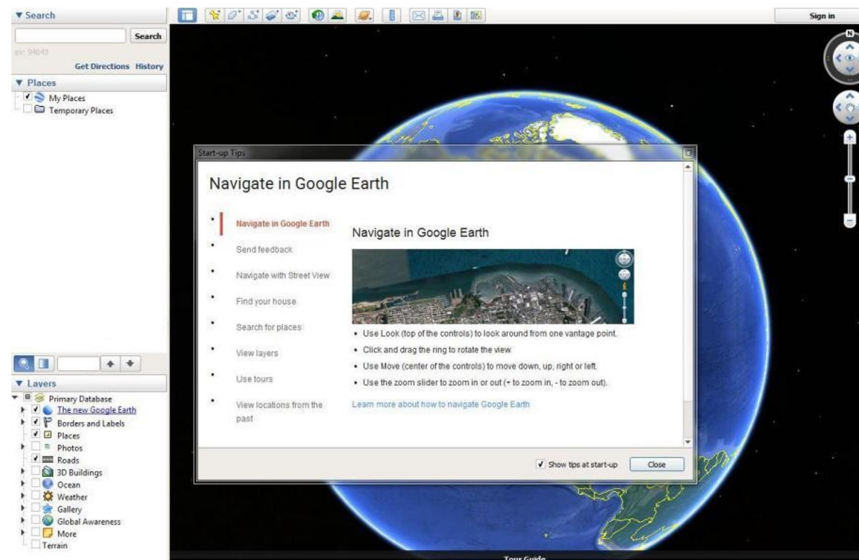 Search
Sign in
Search
ex: 94043
Get Directions History
Places
My Places
Temporary Places
N
Start-up Tips
Navigate in Google Earth
Navigate in Google Earth
Send feedback
Navigate with Street View
Find your house
Search for places
View layers
Use tours
View locations from the
past
Navigate in Google Earth
Use Look (top of the controls) to look around from one vantage point.
Click and drag the ring to rotate the view.
Use Move (center of the controls) to move down, up, right or left.
Use the zoom slider to zoom in or out (+ to zoom in, - to zoom out).
Learn more about how to navigate Google Earth
Show tips at start-up
Close
Layers
Primary Database
The new Google Earth
Borders and Labels
Places
Photos
Roads
3D Buildings
Ocean
Weather
Gallery
Global Awareness
More
Terrain
Tour Guide